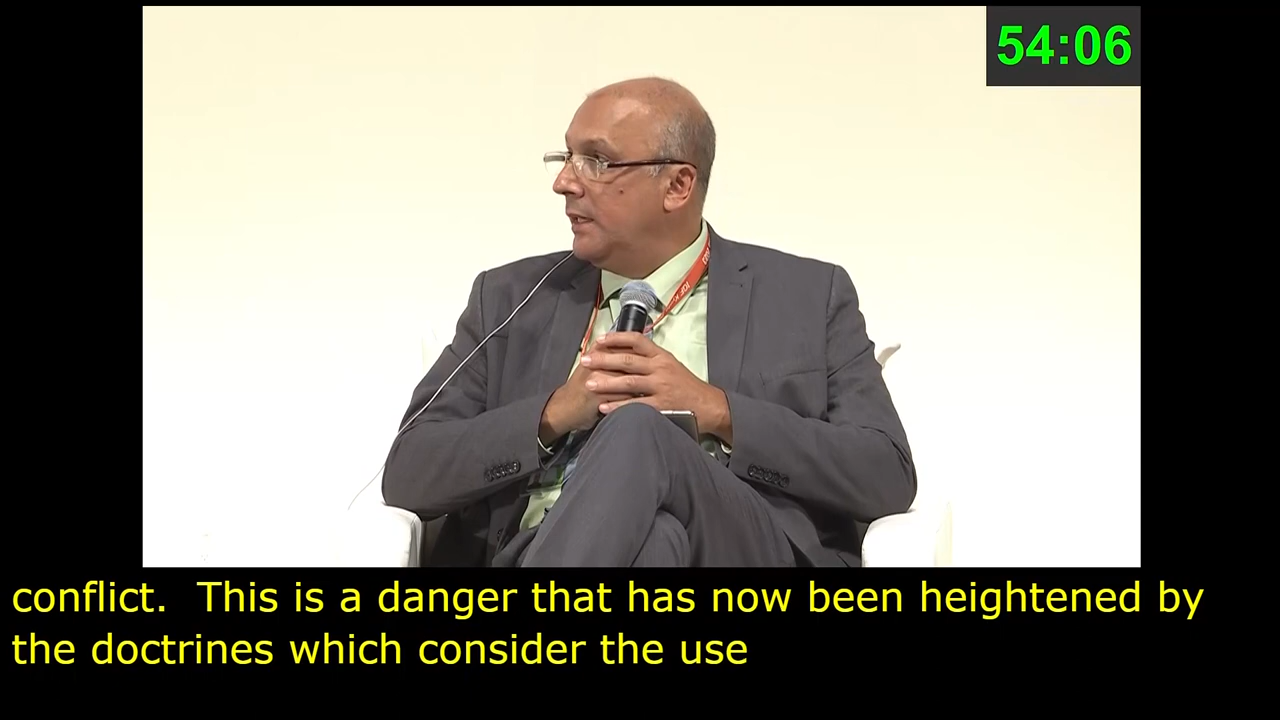 54:06
conflict.  This is a danger that has now been heightened by
the doctrines which consider the use